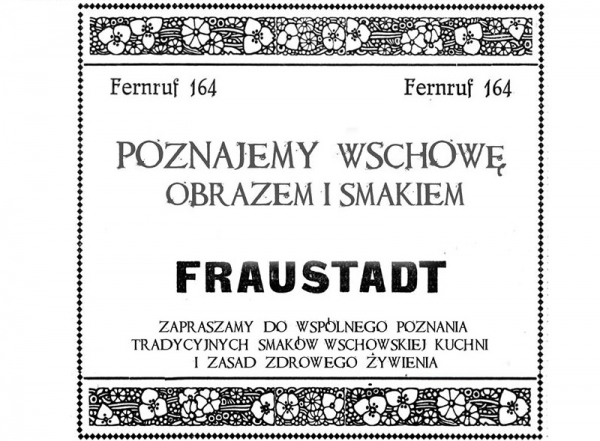 Fernruf 164 Fernruf 164
POZNAJEMY WSCHOWĘ
OBRAZEM I SMAKIEM
FRAUSTADT
ZAPRASZAMY DO WSPÓLNEGO POZNANIA
TRADYCYJNYCH SMAKÓW WSCHOWSKIEJ KUCHNI
I ZASAD ZDROWEGO ŻYWIENIA